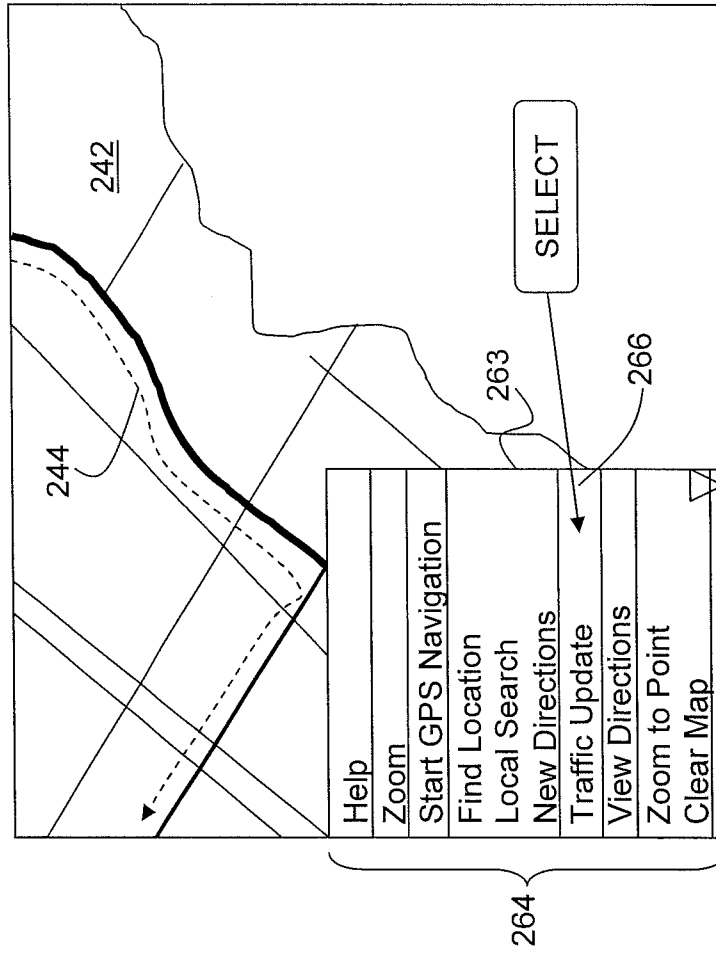 242
244
Help
Zoom
Start GPS Navigation
Find Location
Local Search
New Directions
Traffic Update
View Directions
Zoom to Point
Clear Map
263
SELECT
266
264